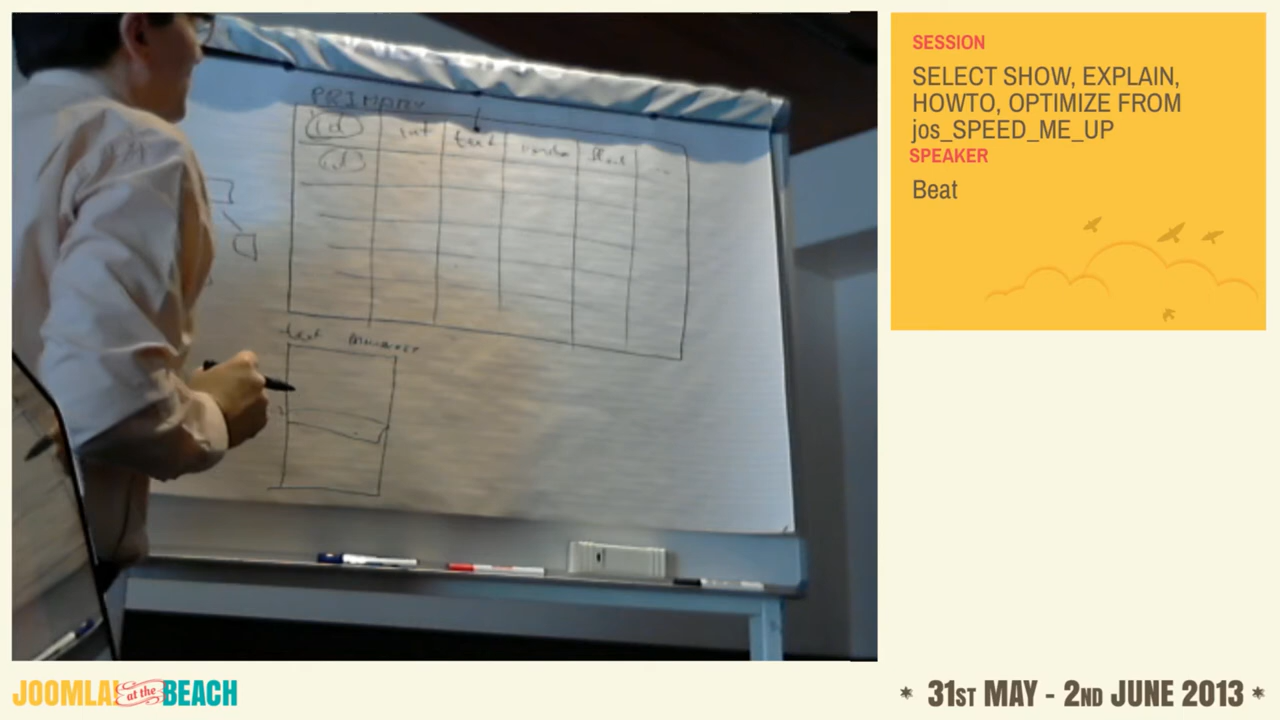 SESSION
SELECT SHOW, EXPLAIN,
HOWTO, OPTIMIZE FROM
jos_SPEED_ME_UP
SPEAKER
Beat
PRIMARY
id int text
id
text
JOOMLA! at the BEACH
* 31ST MAY - 2ND JUNE 2013 *